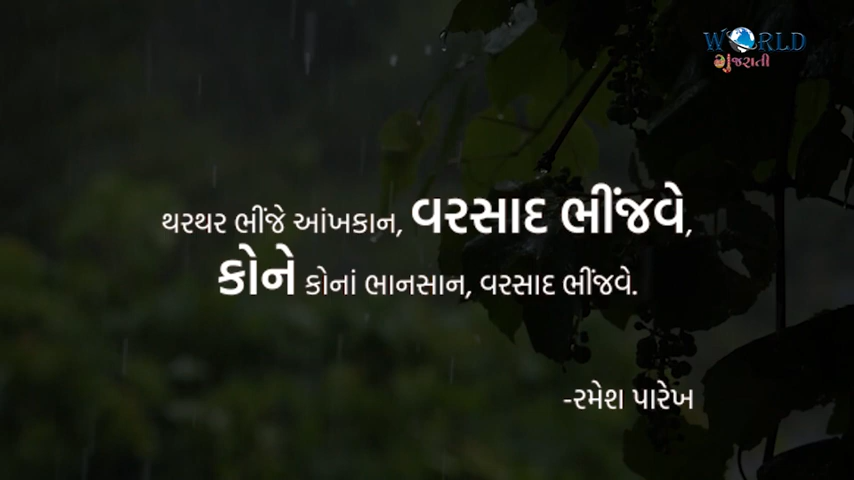 WORLD
ગુજરાતી
થરથર ભીંજે આંખકાન, વરસાદ ભીંજવે,
કોને કોનાં ભાનસાન, વરસાદ ભીંજવે.
-રમેશ પારેખ